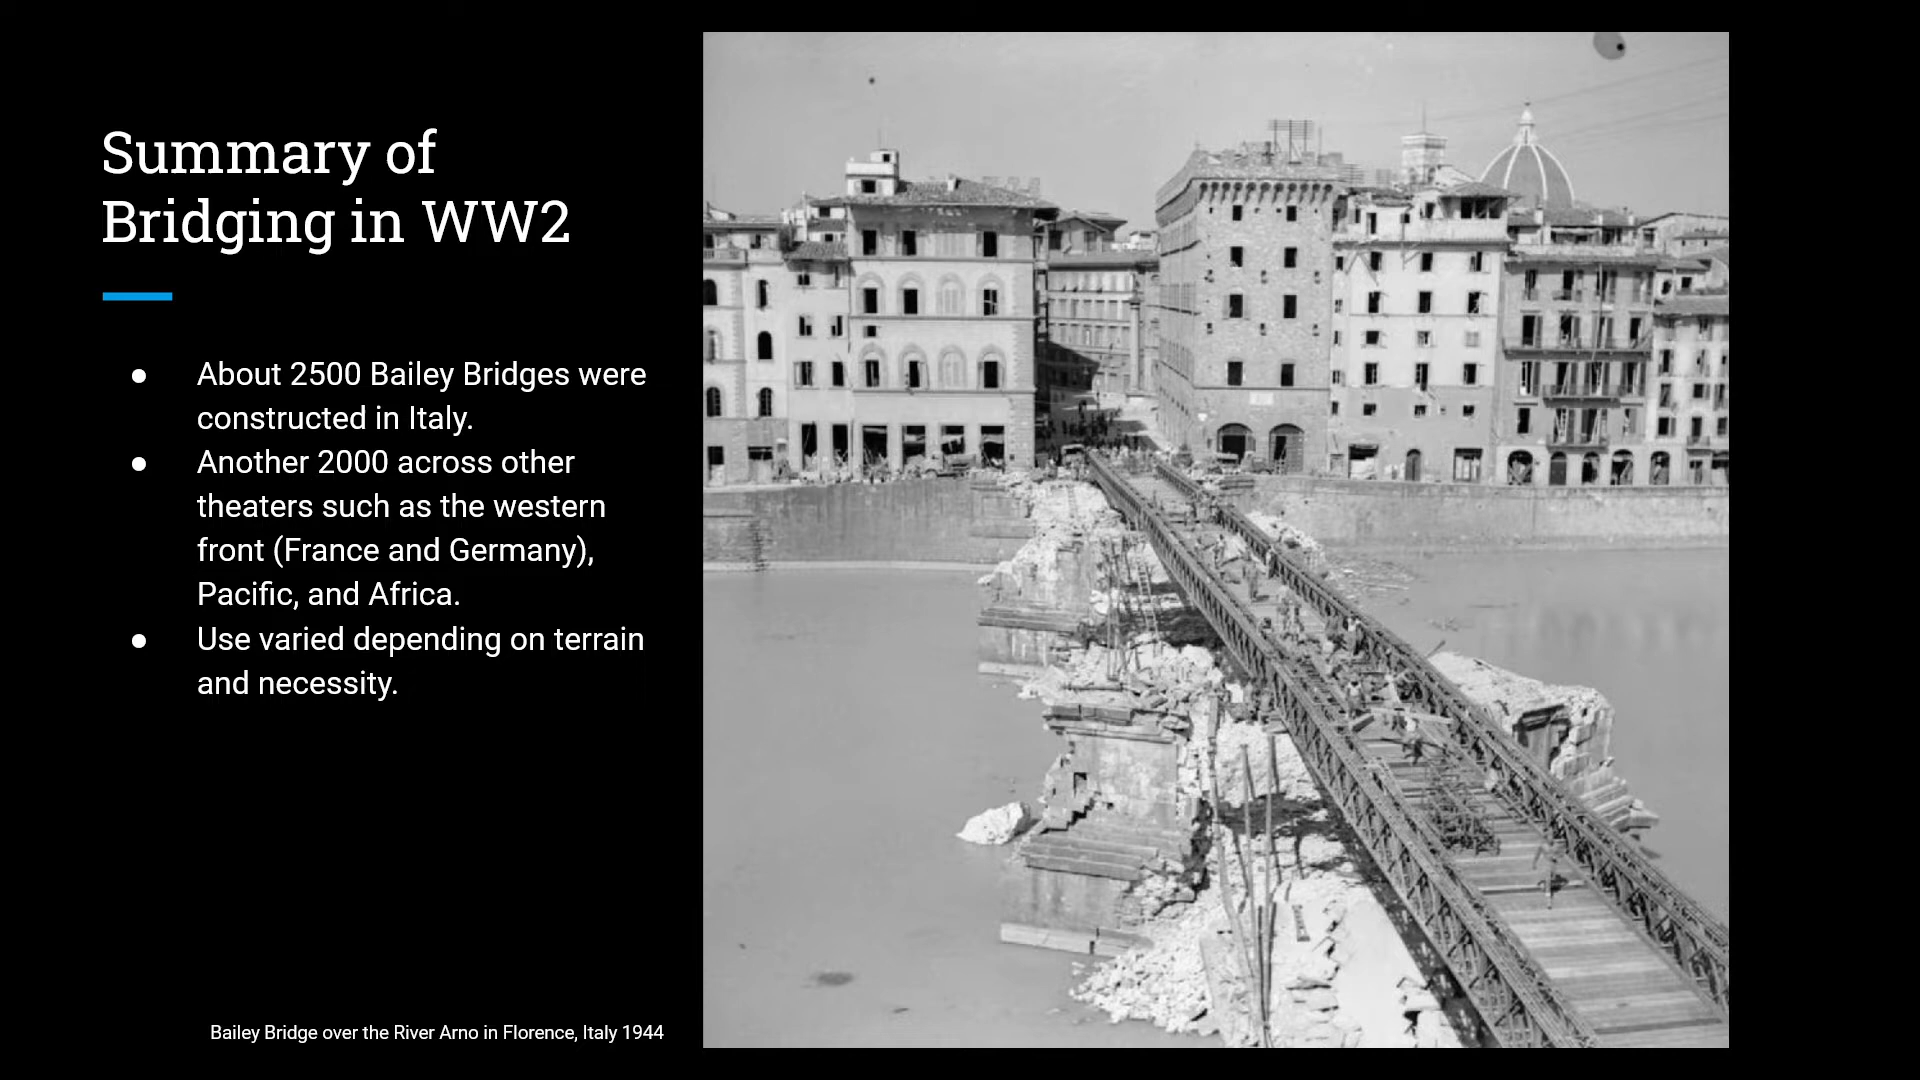 Summary of
Bridging in WW2
● About 2500 Bailey Bridges were
constructed in Italy.
● Another 2000 across other
theaters such as the western
front (France and Germany),
Pacific, and Africa.
● Use varied depending on terrain
and necessity.
Bailey Bridge over the River Arno in Florence, Italy 1944